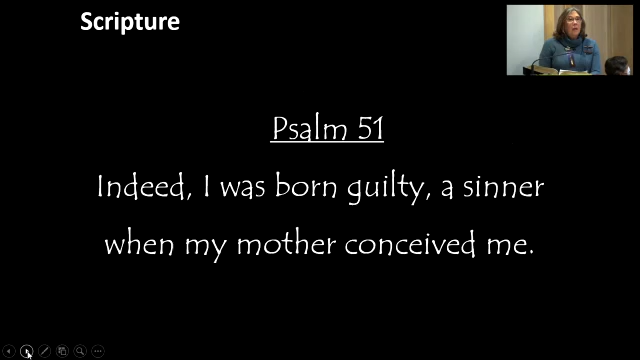 Scripture
Psalm 51
Indeed, I was born guilty, a sinner
when my mother conceived me.